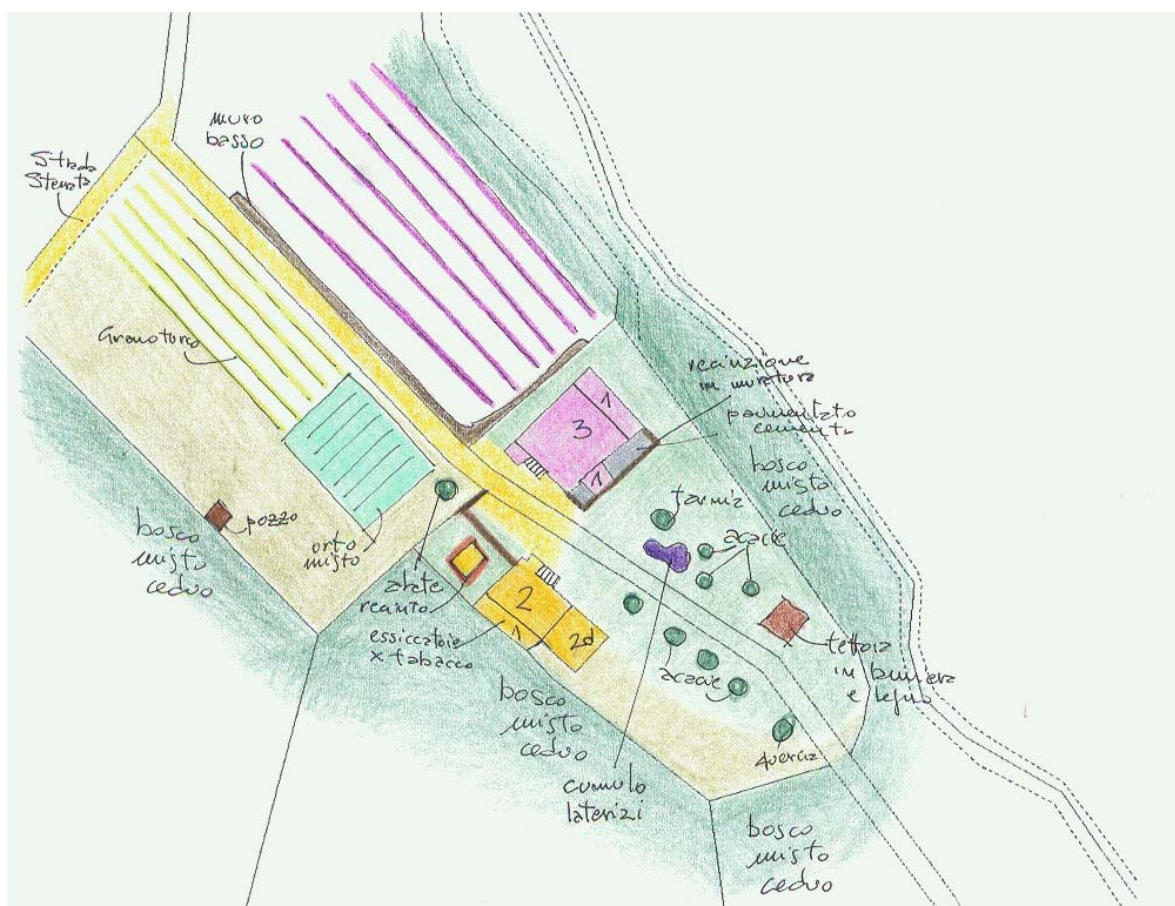 muro
basso
Strada
Sterrata
Granoturco
recinzione
in muratura
pavimentato
cemento
1
3
1
bosco
misto
ceduo
farnia
acacie
pozzo
orto
misto
bosco
misto
ceduo
abete
recinto
essiccatoio
x tabacco
2
1
2d
tettoia
in lamiera
e legno
x
acacie
bosco
misto
ceduo
quercia
cumulo
laterizi
bosco
misto
ceduo